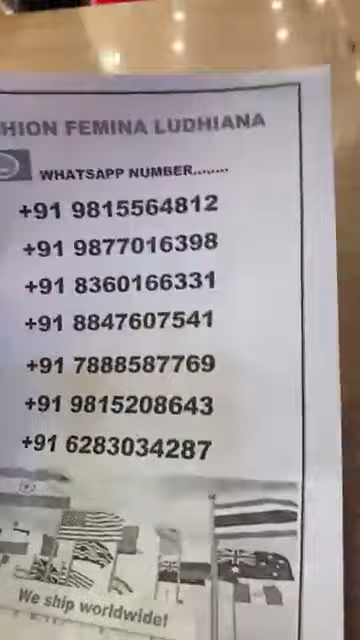 HION FEMINA LUDHIANA
WHATSAPP NUMBER........
+91 9815564812
+91 9877016398
+91 8360166331
+91 8847607541
+91 7888587769
+91 9815208643
+91 6283034287
We ship worldwide!